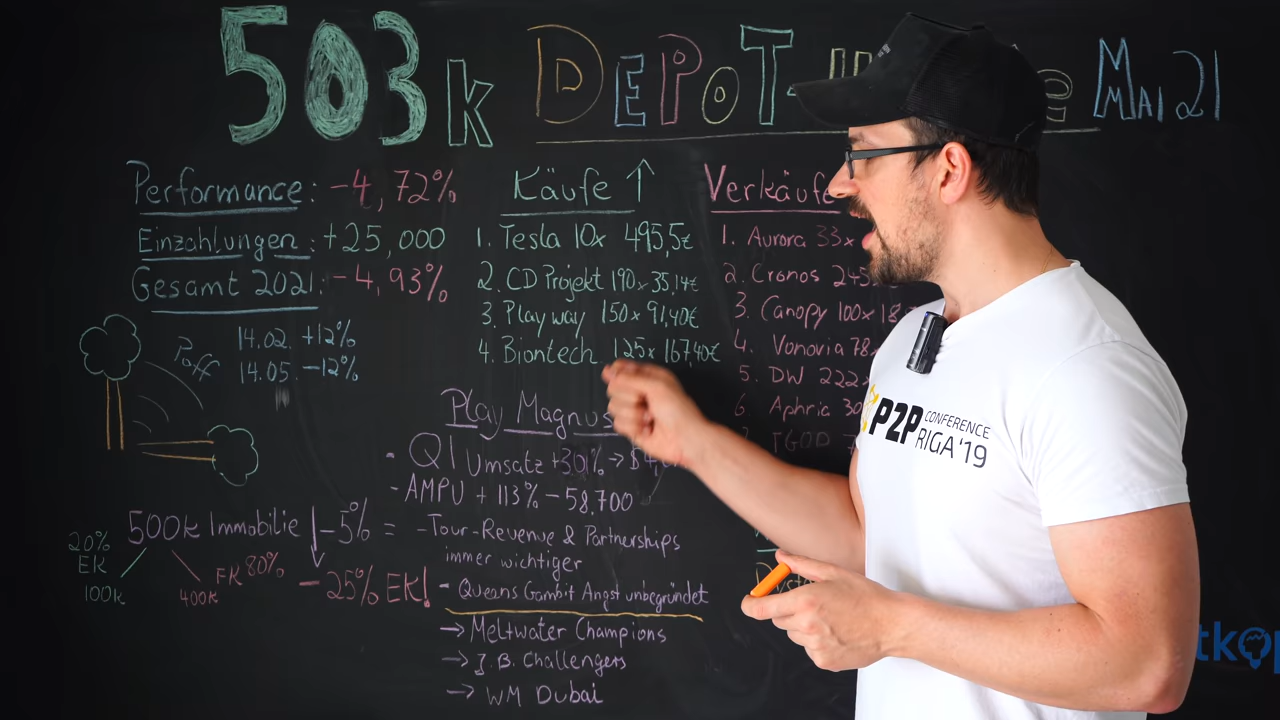 503k DEPOT- Mai 21
Performance: -4,72%
Einzahlungen: +25,000
Gesamt 2021: -4,93%
14.02. +12%
14.05. -12%
Paff
Käufe ↑
1. Tesla 10x 495,5€
2. CD Projekt 190x 35,14€
3. Playway 150x 91,40€
4. Biontech 125x 167,40€
Verkäufe
1. Aurora 33x
2. Cronos 245
3. Canopy 100x 18
4. Vonovia 78x
5. DW 222x
6. Aphria 30
TGOD
Play Magnus
- Q1 Umsatz +301% →
- AMPU + 113% - 58,700
- Tour-Revenue & Partnerships
immer wichtiger
- Queans Gambit Angst unbegründet
→ Meltwater Champions
→ J.B. Challengers
→ WM Dubai
500k Immobilie ↓ -5% =
20%
EK
100k
FK 80%
400k
-25% EK!
P2P CONFERENCE
RIGA'19